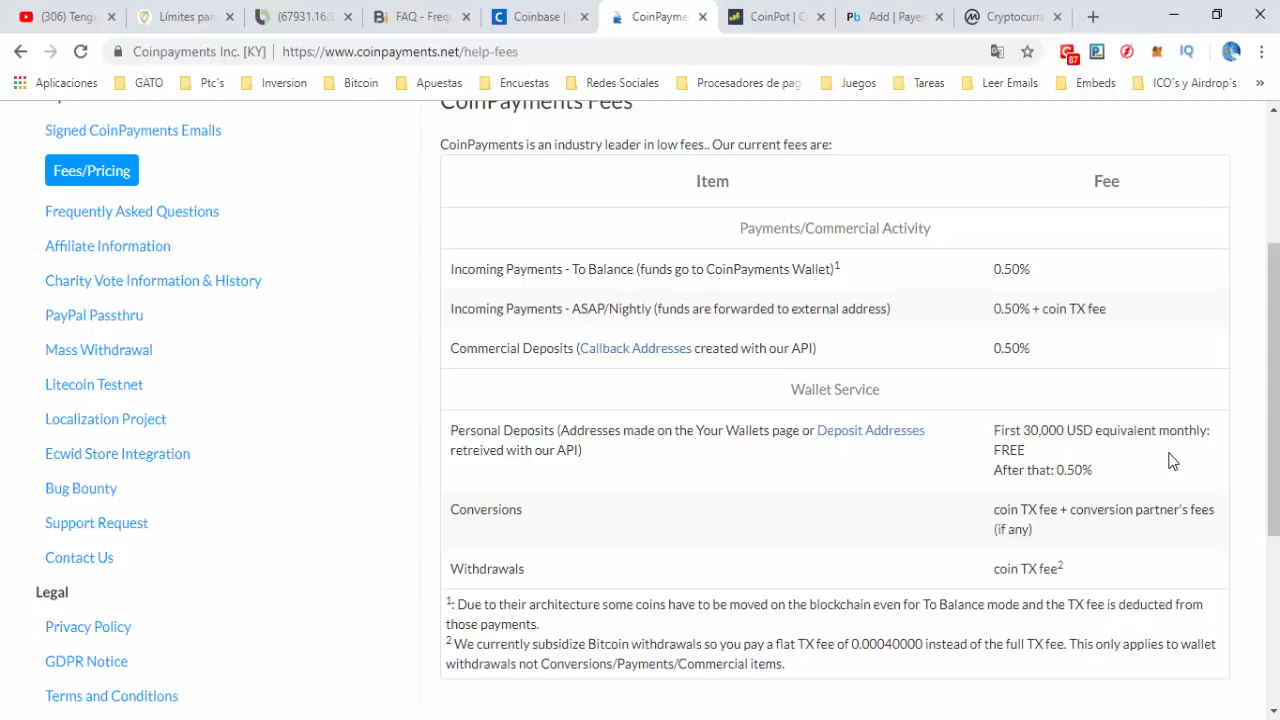 (306) Teng
Límites pa
(67931.16/
FAQ - Freq
Coinbase |
CoinPayme
CoinPot | 
Add | Payes
Cryptocurr
Coinpayments Inc. [KY]
https://www.coinpayments.net/help-fees
87
IQ
Aplicaciones
GATO
Ptc´s
Inversion
Bitcoin
Apuestas
Encuestas
Redes Sociales
Procesadores de pag
Juegos
Tareas
Leer Emails
Embeds
ICO´s y Airdrop´s
»
Signed CoinPayments Emails
Fees/Pricing
Frequently Asked Questions
Affiliate Information
Charity Vote Information & History
PayPal Passthru
Mass Withdrawal
Litecoin Testnet
Localization Project
Ecwid Store Integration
Bug Bounty
Support Request
Contact Us
Legal
Privacy Policy
GDPR Notice
Terms and Conditions
CoinPayments Fees
CoinPayments is an industry leader in low fees.. Our current fees are:
Item Fee
Payments/Commercial Activity
Incoming Payments - To Balance (funds go to CoinPayments Wallet)1 0.50%
Incoming Payments - ASAP/Nightly (funds are forwarded to external address) 0.50% + coin TX fee
Commercial Deposits (Callback Addresses created with our API) 0.50%
Wallet Service
Personal Deposits (Addresses made on the Your Wallets page or Deposit Addresses
retreived with our API)
First 30,000 USD equivalent monthly:
FREE
After that: 0.50%
Conversions
coin TX fee + conversion partner's fees
(if any)
Withdrawals coin TX fee2
1: Due to their architecture some coins have to be moved on the blockchain even for To Balance mode and the TX fee is deducted from
those payments.
2 We currently subsidize Bitcoin withdrawals so you pay a flat TX fee of 0.00040000 instead of the full TX fee. This only applies to wallet
withdrawals not Conversions/Payments/Commercial items.